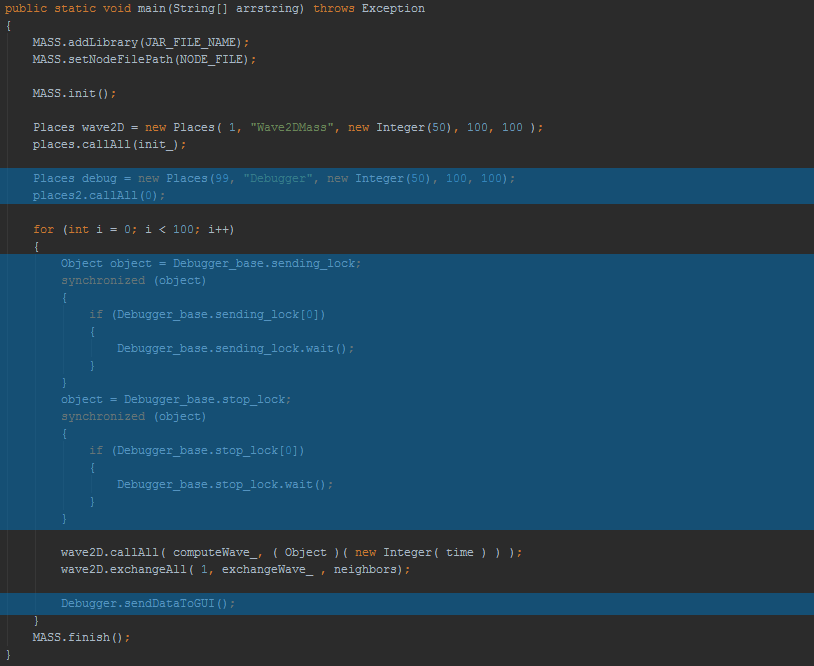 public static void main(String[] arrstring) throws Exception
{
    MASS.addLibrary(JAR_FILE_NAME);
    MASS.setNodeFilePath(NODE_FILE);

    MASS.init();

    Places wave2D = new Places( 1, "Wave2DMass", new Integer(50), 100, 100 );
    places.callAll(init_);

    Places debug = new Places(99, "Debugger", new Integer(50), 100, 100);
    places2.callAll(0);

    for (int i = 0; i < 100; i++)
    {
        Object object = Debugger_base.sending_lock;
        synchronized (object)
        {
            if (Debugger_base.sending_lock[0])
            {
                Debugger_base.sending_lock.wait();
            }
        }
        object = Debugger_base.stop_lock;
        synchronized (object)
        {
            if (Debugger_base.stop_lock[0])
            {
                Debugger_base.stop_lock.wait();
            }
        }

        wave2D.callAll( computeWave_, ( Object )( new Integer( time ) ) );
        wave2D.exchangeAll( 1, exchangeWave_ , neighbors);

        Debugger.sendDataToGUI();
    }
    MASS.finish();
}